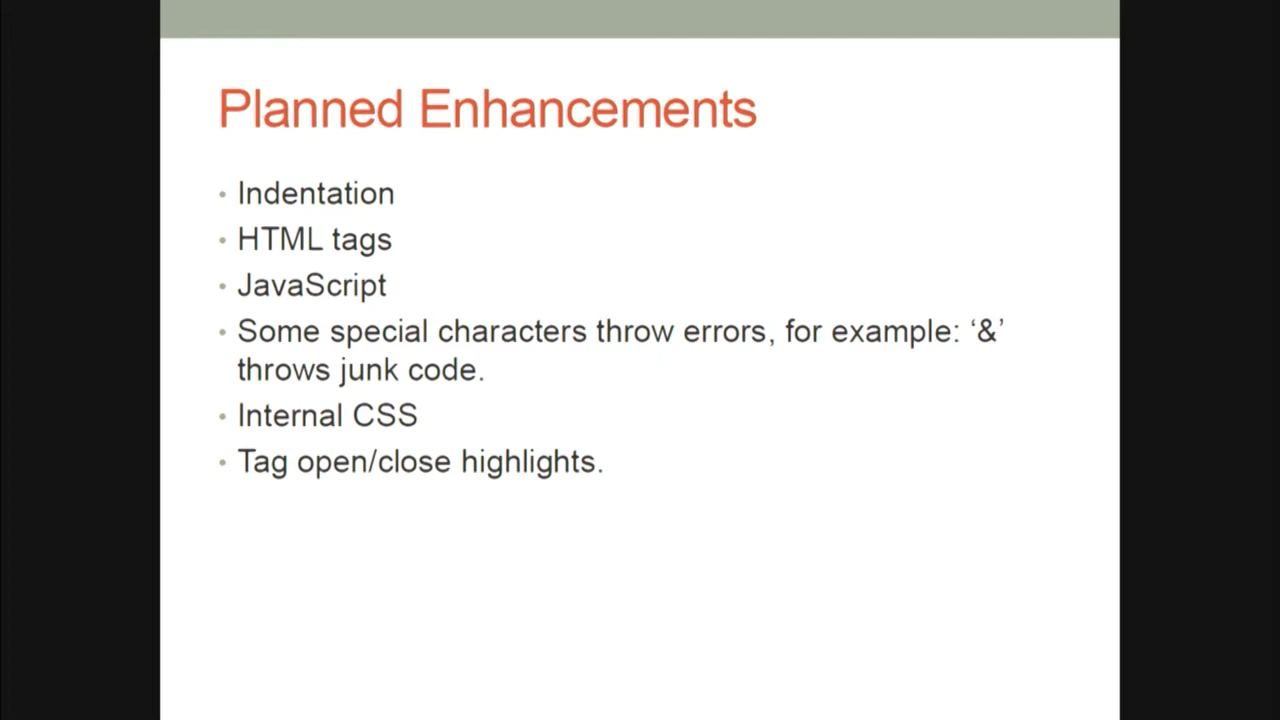 Planned Enhancements
• Indentation
• HTML tags
• JavaScript
• Some special characters throw errors, for example: ‘&’
throws junk code.
• Internal CSS
• Tag open/close highlights.